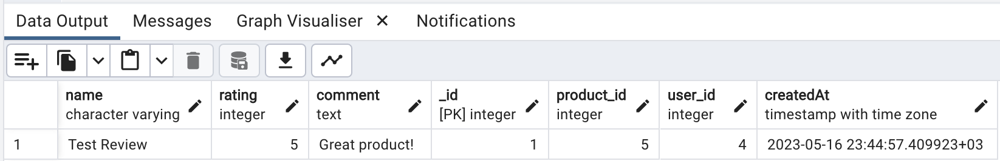 Data Output Messages Graph Visualiser Notifications
name rating comment _id product_id user_id createdAt
character varying integer text [PK] integer integer integer timestamp with time zone
1 Test Review 5 Great product! 1 5 4 2023-05-16 23:44:57.409923+03